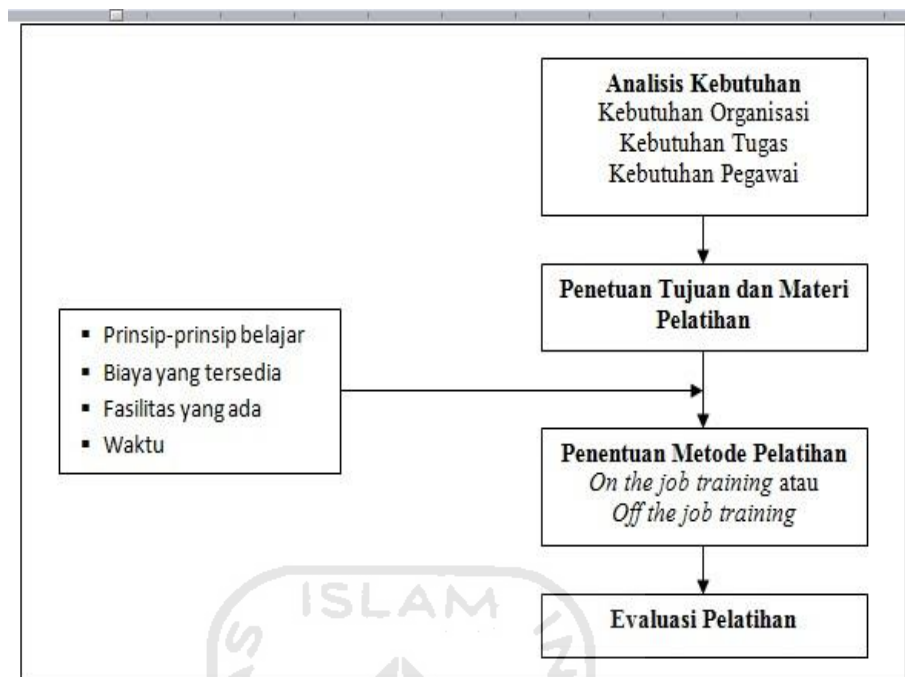 Analisis Kebutuhan
Kebutuhan Organisasi
Kebutuhan Tugas
Kebutuhan Pegawai
Penetuan Tujuan dan Materi
Pelatihan
▪ Prinsip-prinsip belajar
▪ Biaya yang tersedia
▪ Fasilitas yang ada
▪ Waktu
Penentuan Metode Pelatihan
On the job training atau
Off the job training
Evaluasi Pelatihan
ISLAM